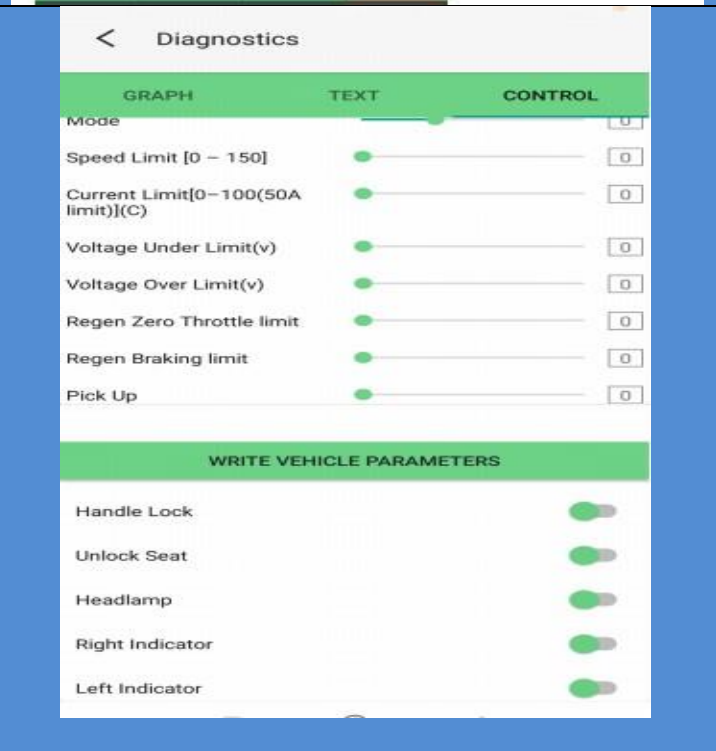 Diagnostics
GRAPH TEXT CONTROL
Mode 0
Speed Limit [0 – 150] 0
Current Limit[0–100(50A 0
limit)](C)
Voltage Under Limit(v) 0
Voltage Over Limit(v) 0
Regen Zero Throttle limit 0
Regen Braking limit 0
Pick Up 0
WRITE VEHICLE PARAMETERS
Handle Lock
Unlock Seat
Headlamp
Right Indicator
Left Indicator